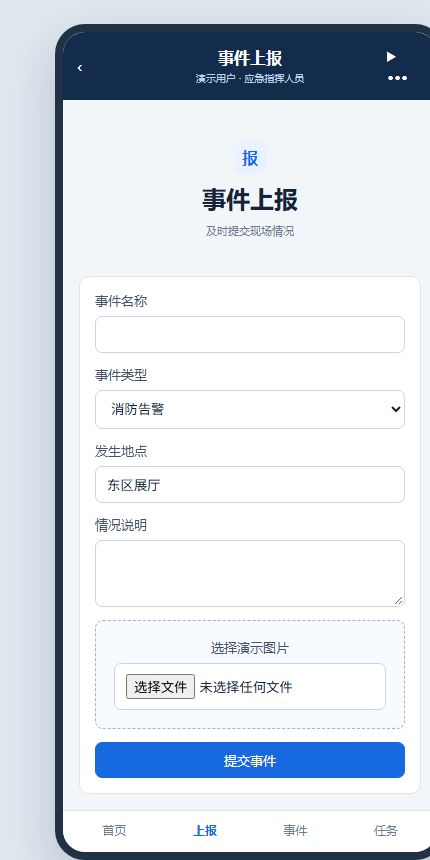 事件上报
演示用户 · 应急指挥人员
报
事件上报
及时提交现场情况
事件名称
事件类型
消防告警
发生地点
东区展厅
情况说明
选择演示图片
选择文件 未选择任何文件
提交事件
首页 上报 事件 任务